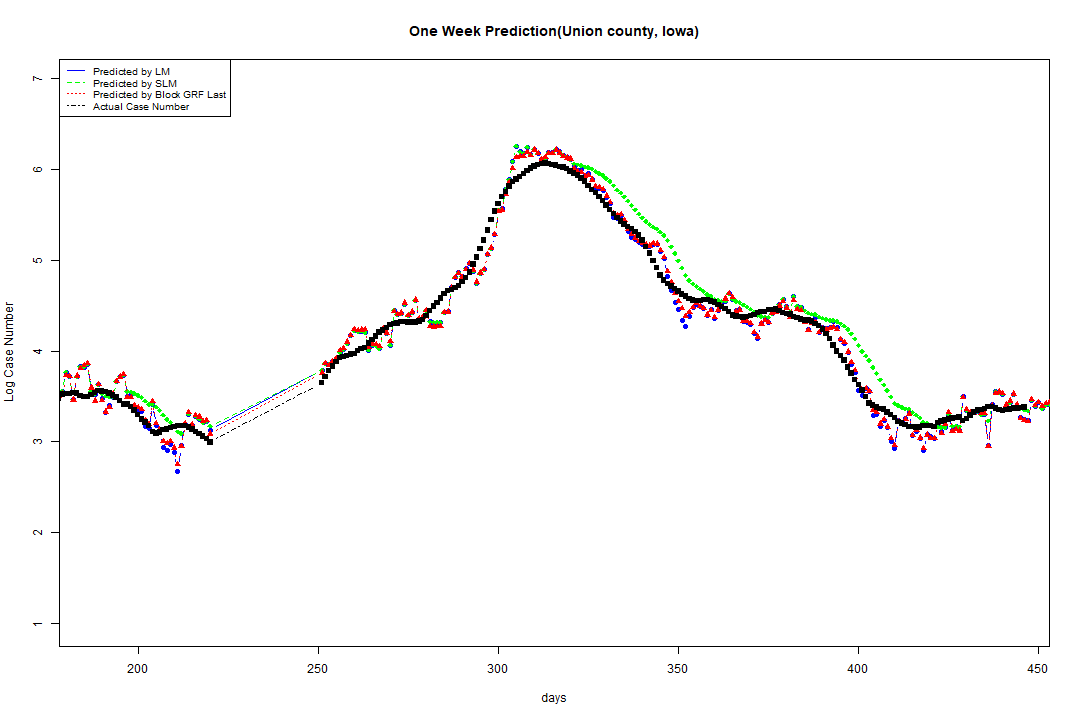 One Week Prediction(Union county, Iowa)
Predicted by LM
Predicted by SLM
Predicted by Block GRF Last
Actual Case Number
Log Case Number
7
6
5
4
3
2
1
200 250 300 350 400 450
days